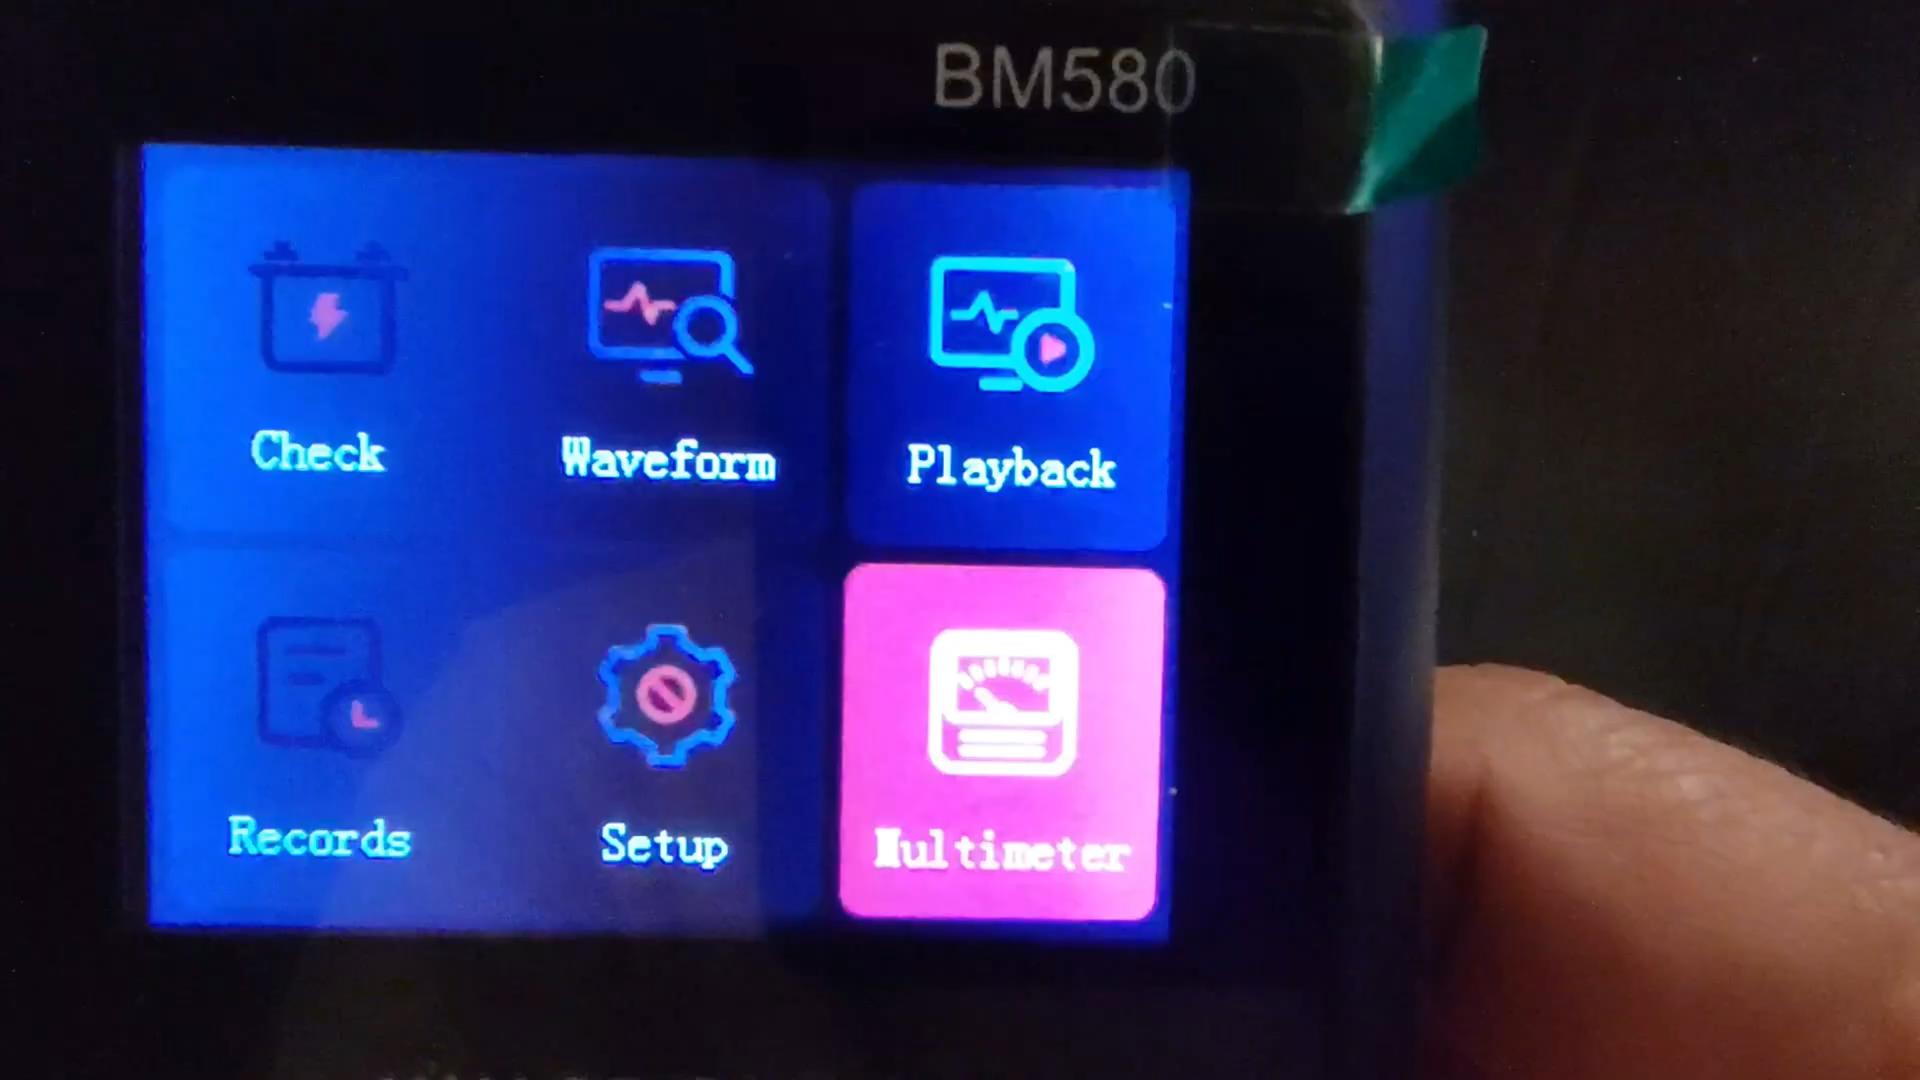 BM580
Check
Waveform
Playback
Records
Setup
Multimeter